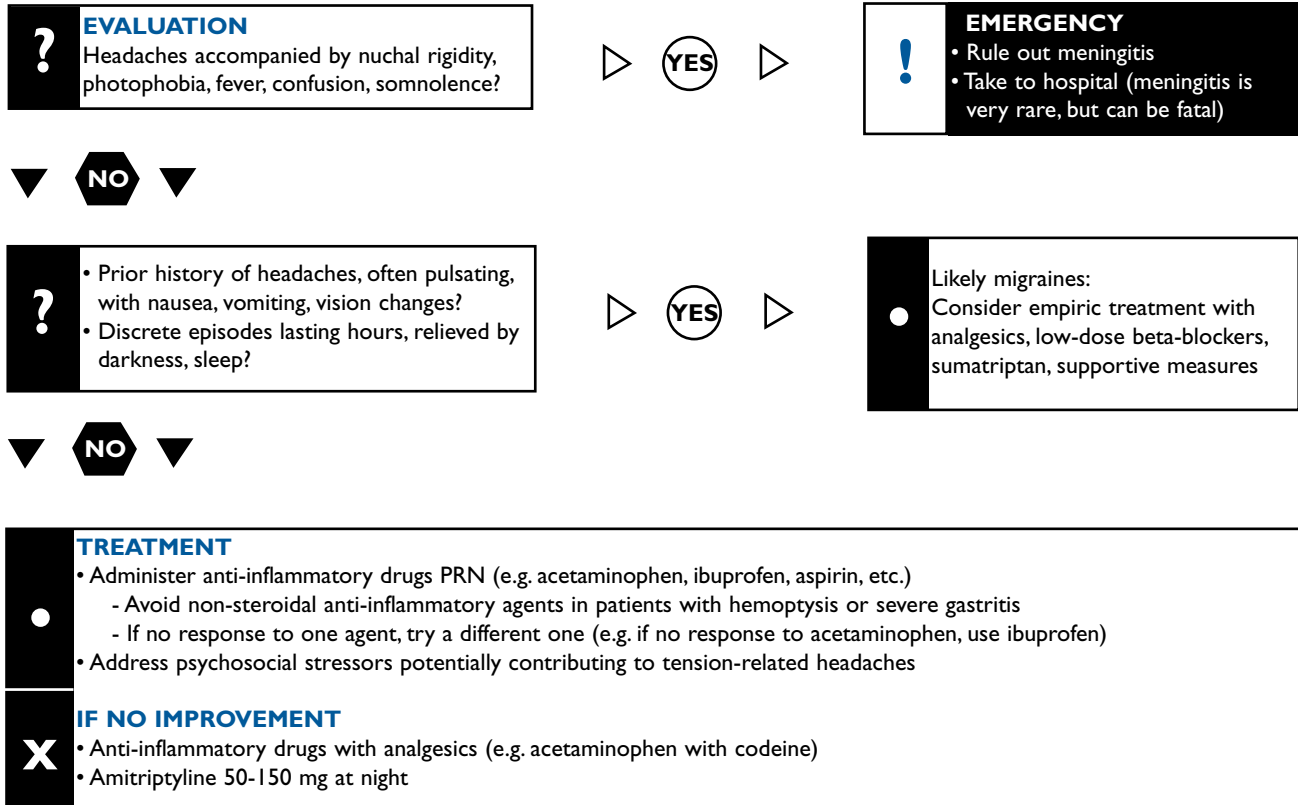 ?
EVALUATION
Headaches accompanied by nuchal rigidity,
photophobia, fever, confusion, somnolence?
YES
!
EMERGENCY
• Rule out meningitis
• Take to hospital (meningitis is
very rare, but can be fatal)
NO
?
• Prior history of headaches, often pulsating,
with nausea, vomiting, vision changes?
• Discrete episodes lasting hours, relieved by
darkness, sleep?
YES
Likely migraines:
Consider empiric treatment with
analgesics, low-dose beta-blockers,
sumatriptan, supportive measures
NO
TREATMENT
• Administer anti-inflammatory drugs PRN (e.g. acetaminophen, ibuprofen, aspirin, etc.)
- Avoid non-steroidal anti-inflammatory agents in patients with hemoptysis or severe gastritis
- If no response to one agent, try a different one (e.g. if no response to acetaminophen, use ibuprofen)
• Address psychosocial stressors potentially contributing to tension-related headaches
X
IF NO IMPROVEMENT
• Anti-inflammatory drugs with analgesics (e.g. acetaminophen with codeine)
• Amitriptyline 50-150 mg at night